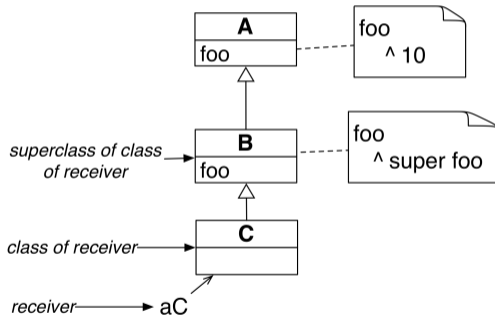 A
foo
foo
^ 10
superclass of class
of receiver
B
foo
foo
^ super foo
class of receiver
C
receiver
aC